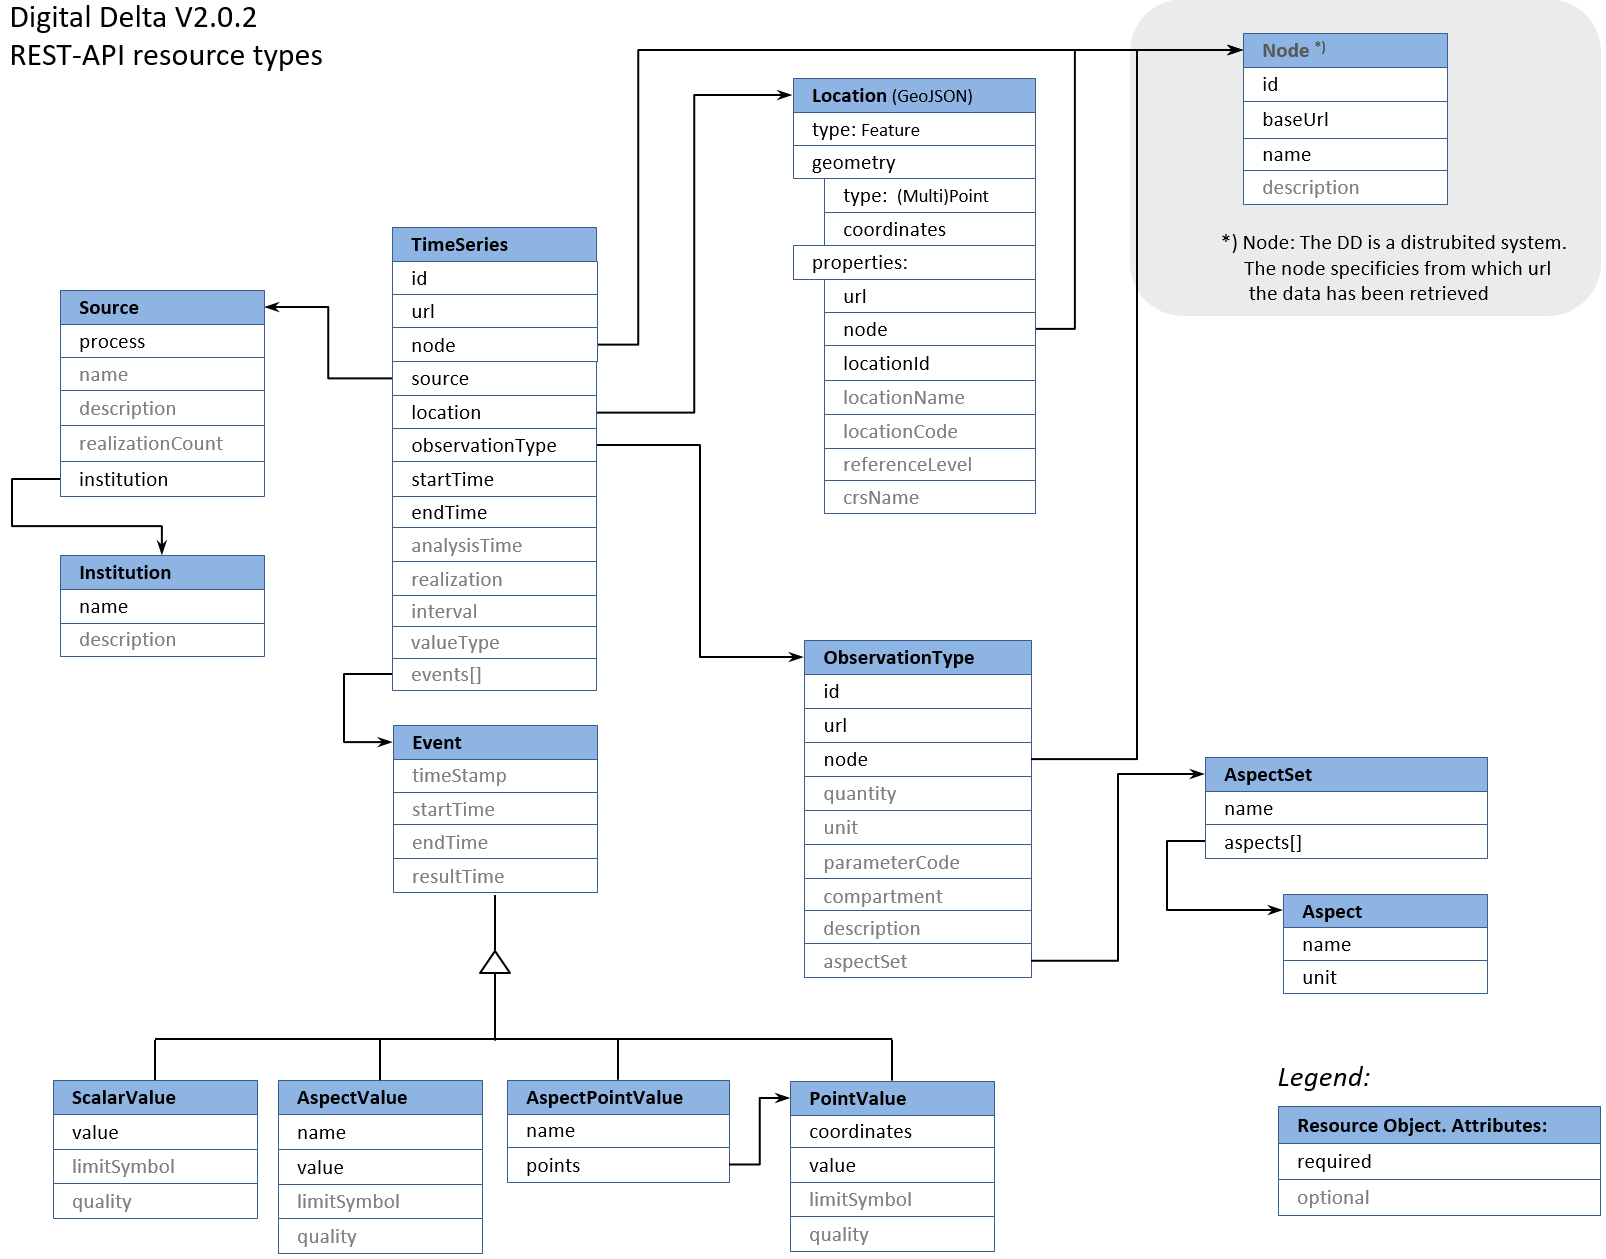 Digital Delta V2.0.2
REST-API resource types
Node *)
id
baseUrl
name
description
*) Node: The DD is a distrubited system.
The node specificies from which url
the data has been retrieved
Location (GeoJSON)
type: Feature
geometry
type: (Multi)Point
coordinates
properties:
url
node
locationId
locationName
locationCode
referenceLevel
crsName
TimeSeries
id
url
node
source
location
observationType
startTime
endTime
analysisTime
realization
interval
valueType
events[]
Source
process
name
description
realizationCount
institution
Institution
name
description
Event
timeStamp
startTime
endTime
resultTime
ObservationType
id
url
node
quantity
unit
parameterCode
compartment
description
aspectSet
AspectSet
name
aspects[]
Aspect
name
unit
ScalarValue
value
limitSymbol
quality
AspectValue
name
value
limitSymbol
quality
AspectPointValue
name
points
PointValue
coordinates
value
limitSymbol
quality
Legend:
Resource Object. Attributes:
required
optional